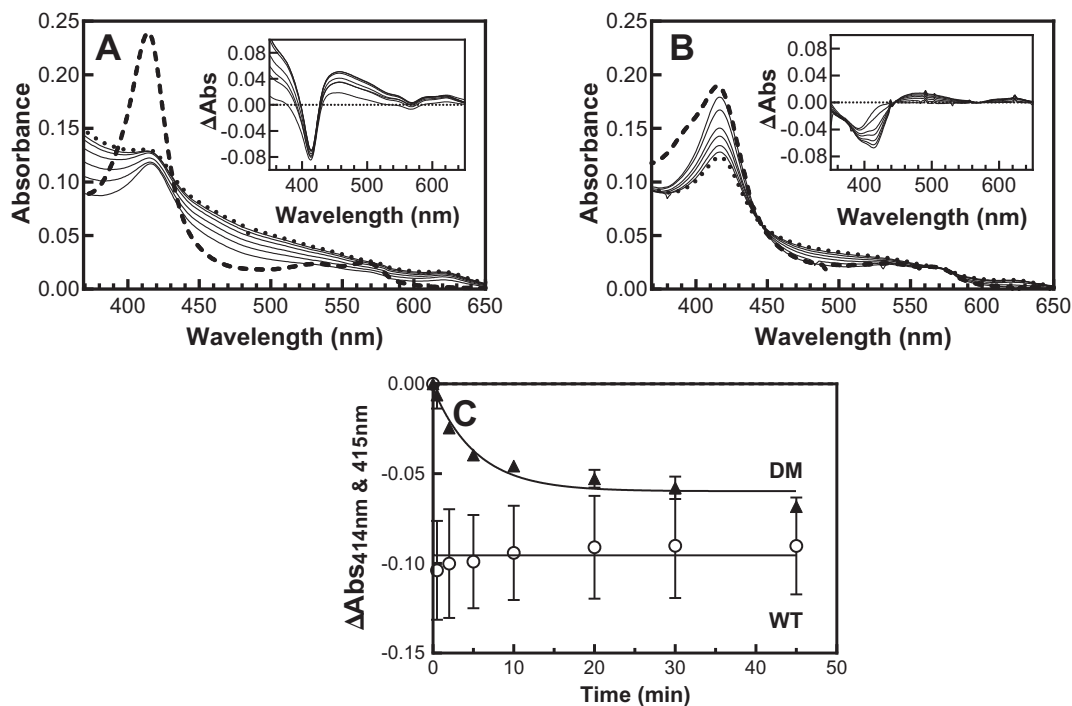 A
0.25
0.20
0.15
0.10
0.05
0.00
Absorbance
400 450 500 550 600 650
Wavelength (nm)
0.08
0.04
0.00
-0.04
-0.08
ΔAbs
400 500 600
Wavelength (nm)
B
0.25
0.20
0.15
0.10
0.05
0.00
Absorbance
400 450 500 550 600 650
Wavelength (nm)
0.08
0.04
0.00
-0.04
-0.08
ΔAbs
400 500 600
Wavelength (nm)
C
0.00
-0.05
-0.10
-0.15
ΔAbs414nm & 415nm
DM
WT
0 10 20 30 40 50
Time (min)